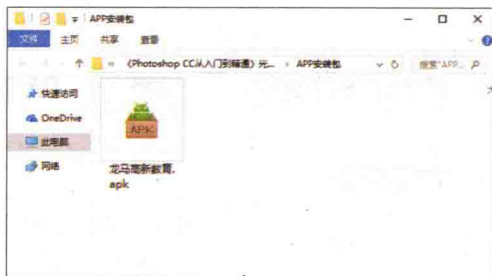 APP安装包
文件 主页 共享 查看
《Photoshop CC从入门到精通》光... › APP安装包 搜索"APP...
快速访问
OneDrive
此电脑
网络
APK
龙马高新教育.
apk